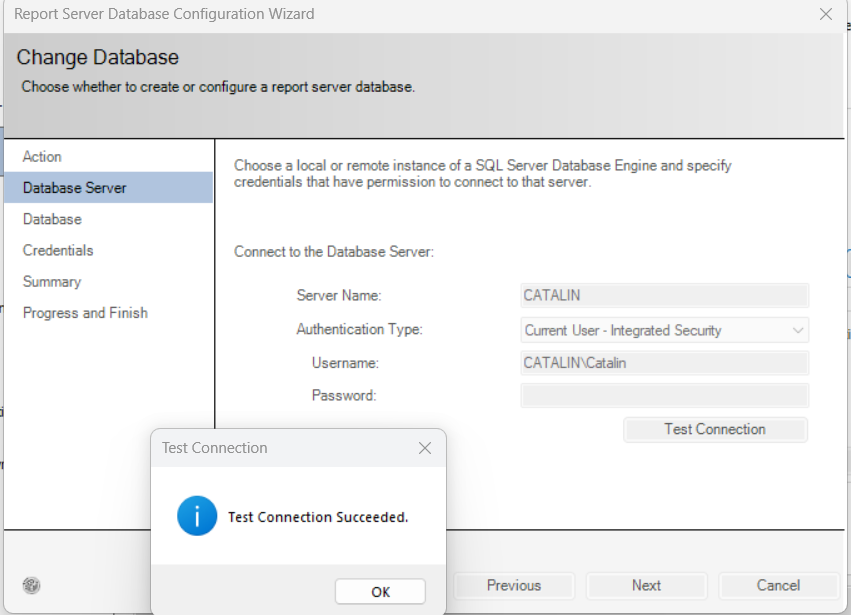 Report Server Database Configuration Wizard
Change Database
Choose whether to create or configure a report server database.
Action
Database Server
Database
Credentials
Summary
Progress and Finish
Choose a local or remote instance of a SQL Server Database Engine and specify
credentials that have permission to connect to that server.
Connect to the Database Server:
Server Name: CATALIN
Authentication Type: Current User - Integrated Security
Username: CATALIN\Catalin
Password:
Test Connection
Test Connection
Test Connection Succeeded.
OK
Previous Next Cancel